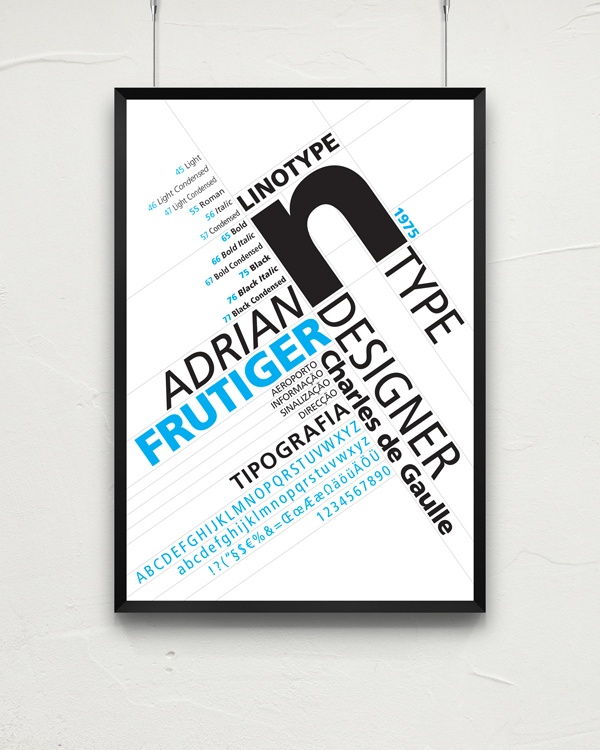 45 Light
46 Light Condensed
47 Light Condensed
55 Roman
56 Italic
57 Condensed
65 Bold
66 Bold Italic
67 Bold Condensed
75 Black
76 Black Italic
77 Black Condensed
LINOTYPE
n
1975
TYPE
DESIGNER
Charles de Gaulle
ADRIAN
FRUTIGER
AEROPORTO
INFORMAÇÃO
SINALIZAÇÃO
DIRECÇÃO
TIPOGRAFIA
ABCDEFGHIJKLMNOPQRSTUVWXYZ
abcdefghijklmnopqrstuvwxyz
!?("§$€%&=ŒœÆæΩäöüÄÖÜ
1234567890